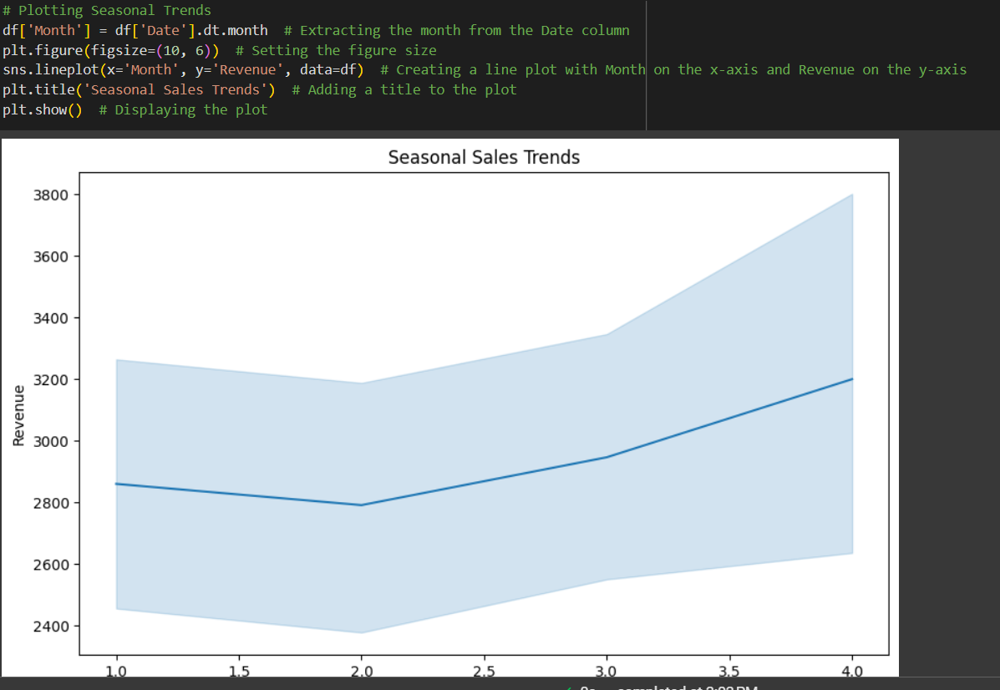 # Plotting Seasonal Trends
df['Month'] = df['Date'].dt.month  # Extracting the month from the Date column
plt.figure(figsize=(10, 6))  # Setting the figure size
sns.lineplot(x='Month', y='Revenue', data=df)  # Creating a line plot with Month on the x-axis and Revenue on the y-axis
plt.title('Seasonal Sales Trends')  # Adding a title to the plot
plt.show()  # Displaying the plot
Seasonal Sales Trends
3800
3600
3400
3200
3000
2800
2600
2400
Revenue
1.0 1.5 2.0 2.5 3.0 3.5 4.0
completed at